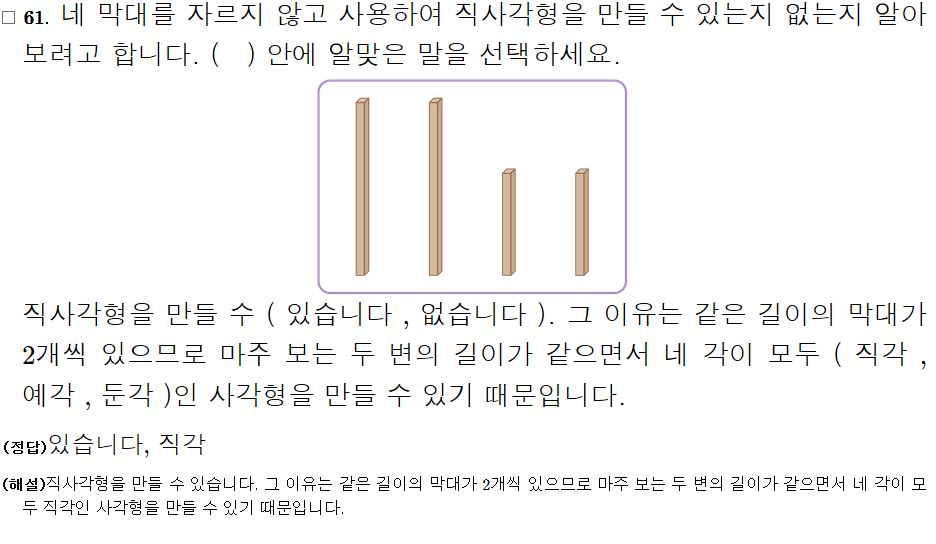 □ 61. 네 막대를 자르지 않고 사용하여 직사각형을 만들 수 있는지 없는지 알아
보려고 합니다. (   ) 안에 알맞은 말을 선택하세요.
직사각형을 만들 수 ( 있습니다 , 없습니다 ). 그 이유는 같은 길이의 막대가
2개씩 있으므로 마주 보는 두 변의 길이가 같으면서 네 각이 모두 ( 직각 ,
예각 , 둔각 )인 사각형을 만들 수 있기 때문입니다.
(정답)있습니다, 직각
(해설)직사각형을 만들 수 있습니다. 그 이유는 같은 길이의 막대가 2개씩 있으므로 마주 보는 두 변의 길이가 같으면서 네 각이 모
두 직각인 사각형을 만들 수 있기 때문입니다.